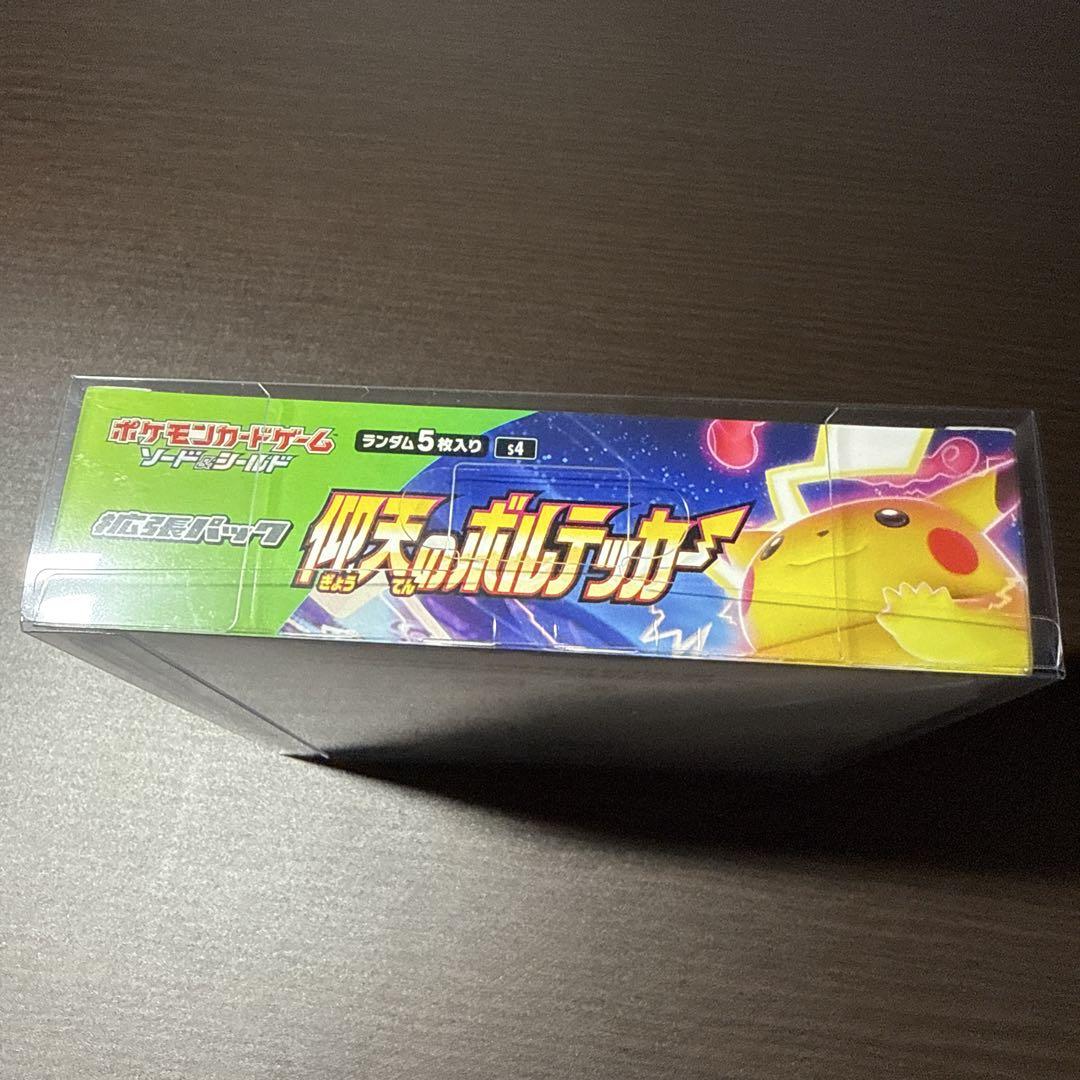 ポケモンカードゲーム
ソード&シールド
ランダム5枚入り s4
拡張パック
仰天のボルテッカー
ぎょう てん